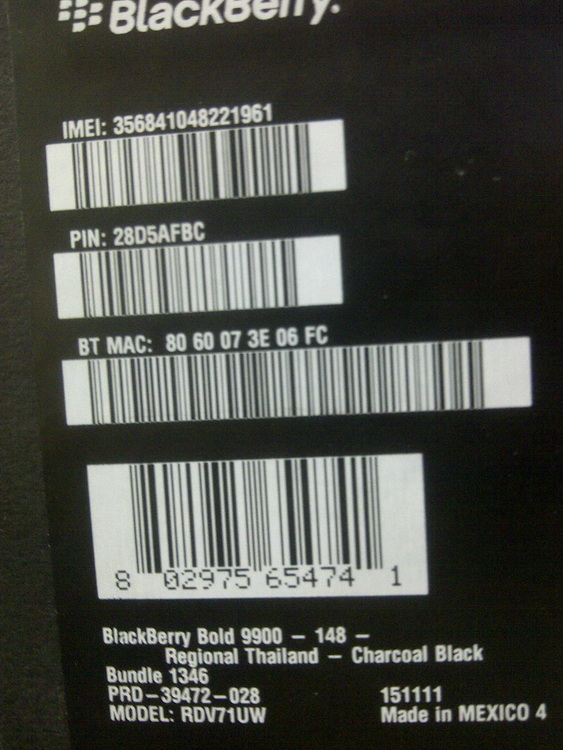 BlackBerry.
IMEI: 356841048221961
PIN: 28D5AFBC
BT MAC: 80 60 07 3E 06 FC
8 02975 65474 1
BlackBerry Bold 9900 – 148 –
Regional Thailand – Charcoal Black
Bundle 1346
PRD–39472–028 151111
MODEL: RDV71UW Made in MEXICO 4